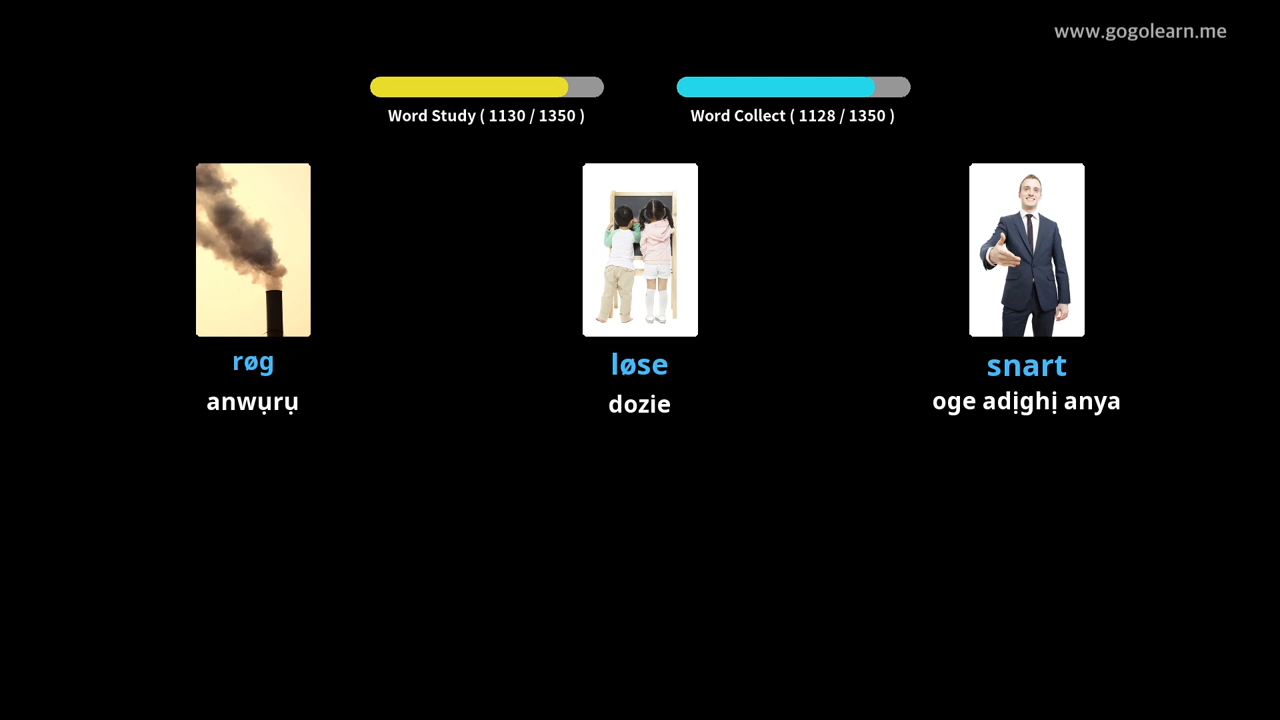 www.gogolearn.me
Word Study ( 1130 / 1350 )
Word Collect ( 1128 / 1350 )
røg
løse
snart
anwụrụ
dozie
oge adịghị anya